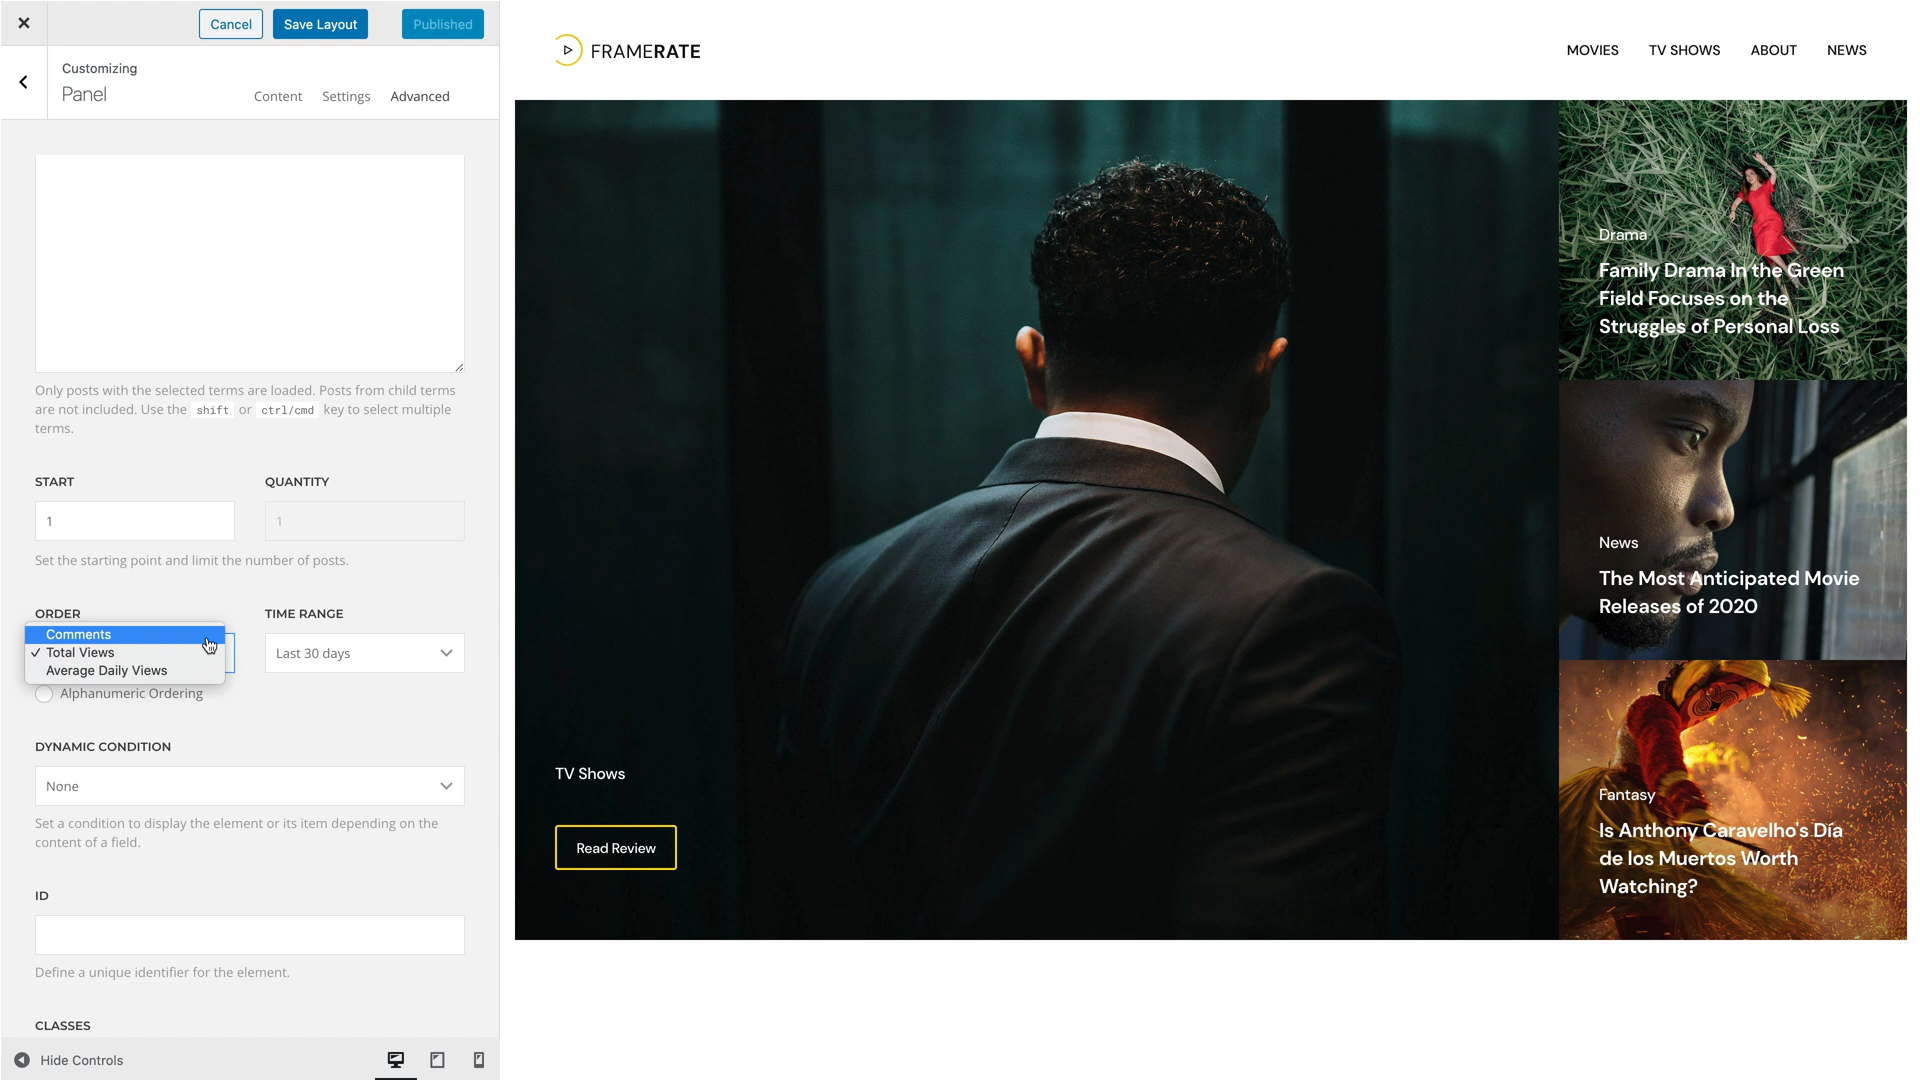 Cancel
Save Layout
Published
Customizing
Panel
Content
Settings
Advanced
Only posts with the selected terms are loaded. Posts from child terms
are not included. Use the shift or ctrl/cmd key to select multiple
terms.
START
QUANTITY
1
1
Set the starting point and limit the number of posts.
ORDER
TIME RANGE
Comments
✓ Total Views
Average Daily Views
Last 30 days
Alphanumeric Ordering
DYNAMIC CONDITION
None
Set a condition to display the element or its item depending on the
content of a field.
ID
Define a unique identifier for the element.
CLASSES
Hide Controls
FRAMERATE
MOVIES
TV SHOWS
ABOUT
NEWS
TV Shows
Read Review
Drama
Family Drama In the Green
Field Focuses on the
Struggles of Personal Loss
News
The Most Anticipated Movie
Releases of 2020
Fantasy
Is Anthony Caravelho's Día
de los Muertos Worth
Watching?